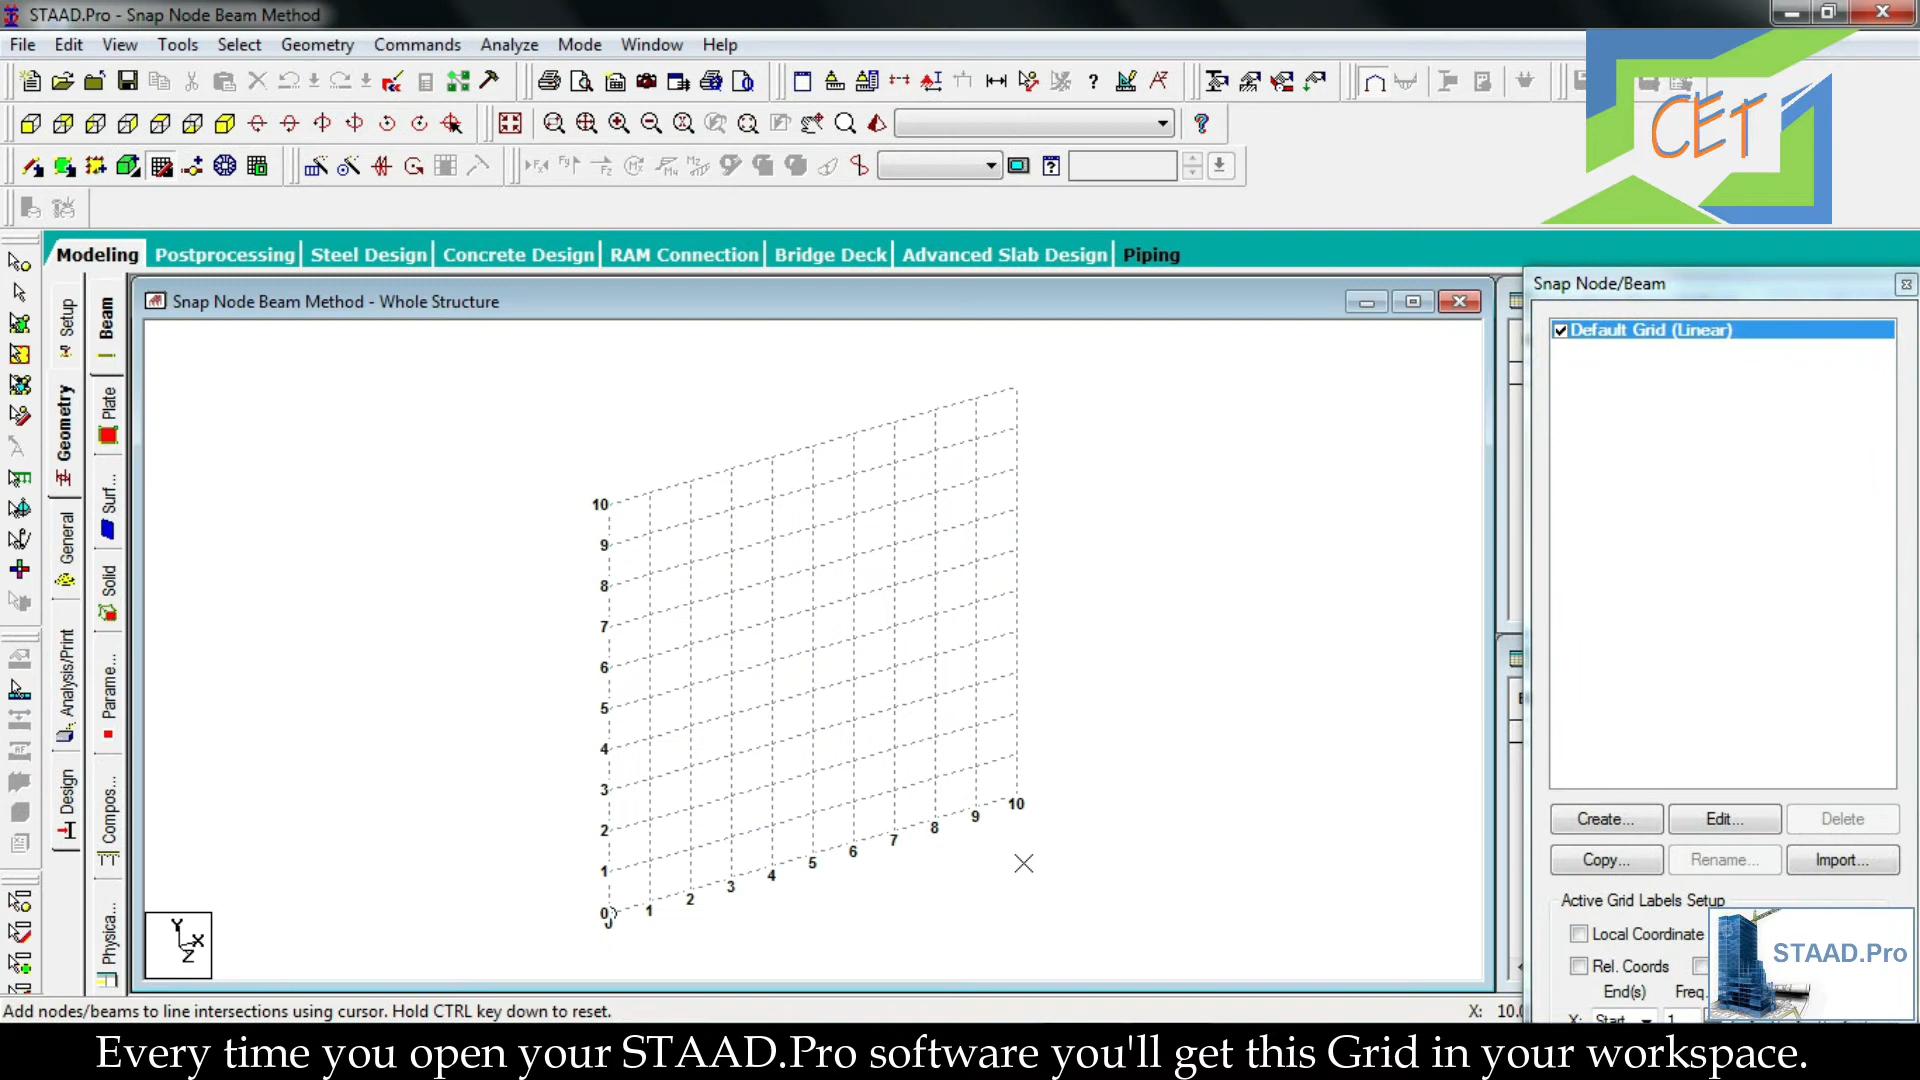 STAAD.Pro - Snap Node Beam Method
File Edit View Tools Select Geometry Commands Analyze Mode Window Help
CET
Modeling Postprocessing Steel Design Concrete Design RAM Connection Bridge Deck Advanced Slab Design Piping
Setup
Geometry
General
Analysis/Print
Design
Beam
Plate
Surf...
Solid
Parame...
Compos...
Physica...
Snap Node Beam Method - Whole Structure
10
9
8
7
6
5
4
3
2
1
0
0 1 2 3 4 5 6 7 8 9 10
Y
X
Z
Snap Node/Beam
Default Grid (Linear)
Create... Edit... Delete
Copy... Rename... Import...
Active Grid Labels Setup
Local Coordinate
Rel. Coords
End(s) Freq.
X: Start 1
STAAD.Pro
Add nodes/beams to line intersections using cursor. Hold CTRL key down to reset.
X: 10.0
Every time you open your STAAD.Pro software you'll get this Grid in your workspace.